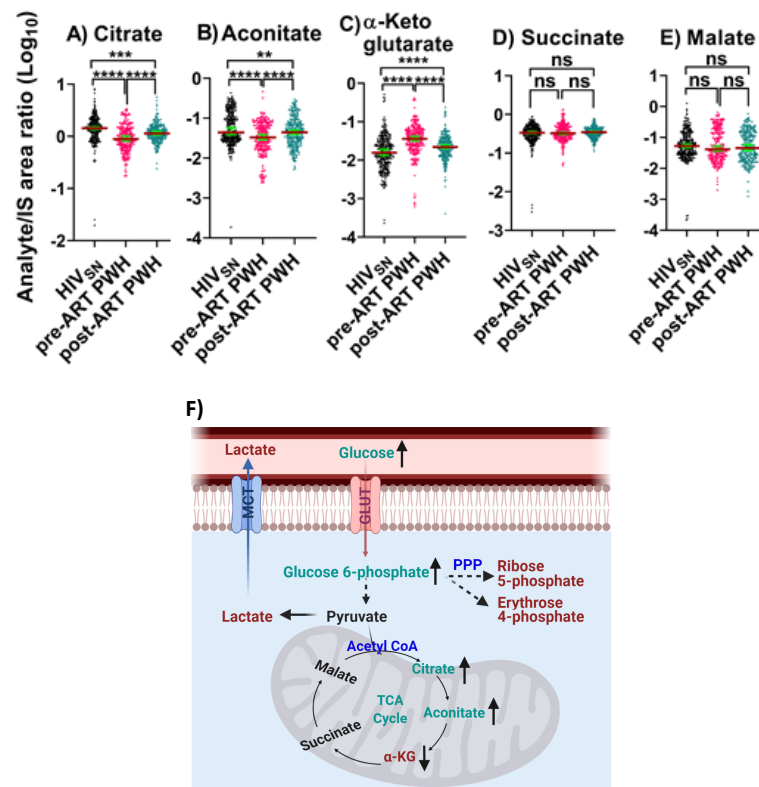 Analyte/IS area ratio (Log10)
A) Citrate
***
**** ****
1
0
-1
-2
HIVSN
pre-ART PWH
post-ART PWH
B) Aconitate
**
**** ****
1
0
-1
-2
-3
-4
HIVSN
pre-ART PWH
post-ART PWH
C) α-Keto
glutarate
****
**** ****
0
-1
-2
-3
-4
HIVSN
pre-ART PWH
post-ART PWH
D) Succinate
ns
ns ns
1
0
-1
-2
-3
HIVSN
pre-ART PWH
post-ART PWH
E) Malate
ns
ns ns
1
0
-1
-2
-3
-4
HIVSN
pre-ART PWH
post-ART PWH
F)
Lactate
Glucose
MCT
GLUT
Glucose 6-phosphate
PPP
Ribose
5-phosphate
Erythrose
4-phosphate
Lactate
Pyruvate
Acetyl CoA
Malate
Citrate
TCA
Cycle
Aconitate
Succinate
α-KG